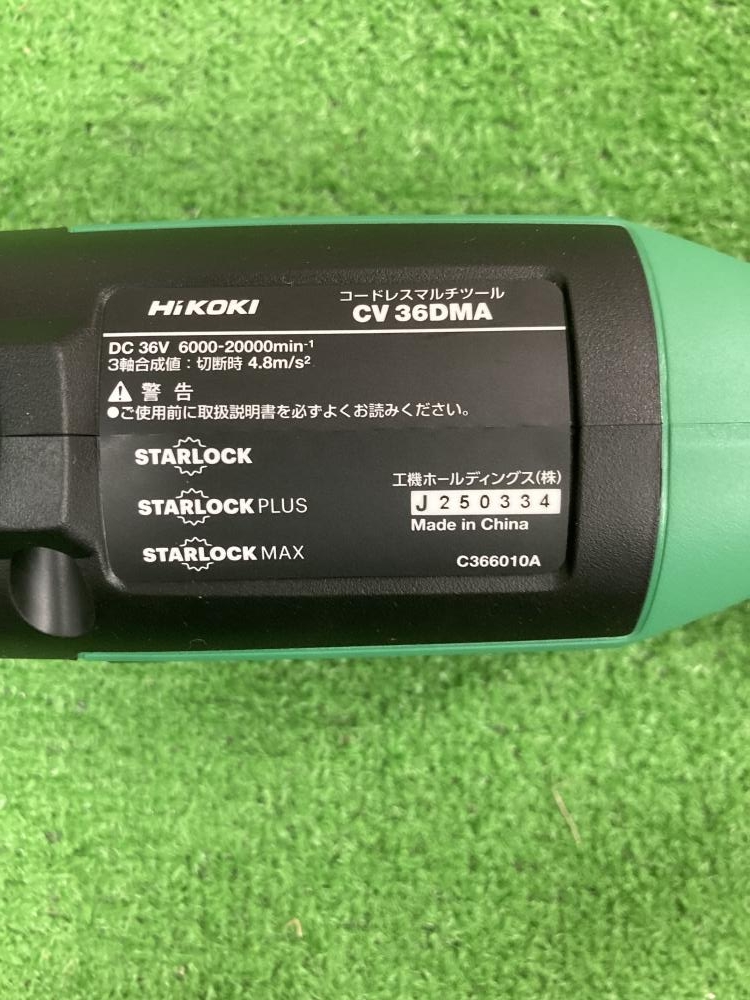 HiKOKI
コードレスマルチツール
CV 36DMA
DC 36V 6000-20000min⁻¹
3軸合成値：切断時 4.8m/s²
⚠ 警告
●ご使用前に取扱説明書を必ずよくお読みください。
STARLOCK
STARLOCK PLUS
STARLOCK MAX
工機ホールディングス(株)
J 250334
Made in China
C366010A